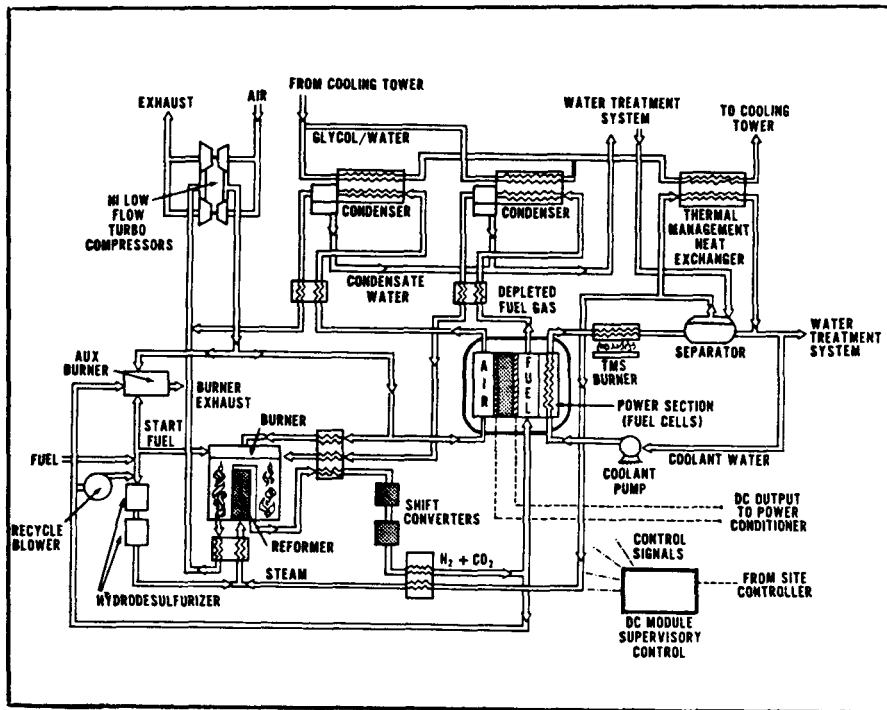 FROM COOLING TOWER
EXHAUST
AIR
WATER TREATMENT
SYSTEM
TO COOLING
TOWER
GLYCOL/WATER
HI LOW
FLOW
TURBO
COMPRESSORS
CONDENSER
CONDENSER
THERMAL
MANAGEMENT
HEAT
EXCHANGER
CONDENSATE
WATER
DEPLETED
FUEL GAS
WATER
TREATMENT
SYSTEM
SEPARATOR
TMS
BURNER
AUX
BURNER
BURNER
EXHAUST
AIR
FUEL
POWER SECTION
(FUEL CELLS)
START
FUEL
BURNER
FUEL
COOLANT WATER
COOLANT
PUMP
RECYCLE
BLOWER
SHIFT
CONVERTERS
DC OUTPUT
TO POWER
CONDITIONER
REFORMER
CONTROL
SIGNALS
H₂ + CO₂
STEAM
FROM SITE
CONTROLLER
HYDRODESULFURIZER
DC MODULE
SUPERVISORY
CONTROL